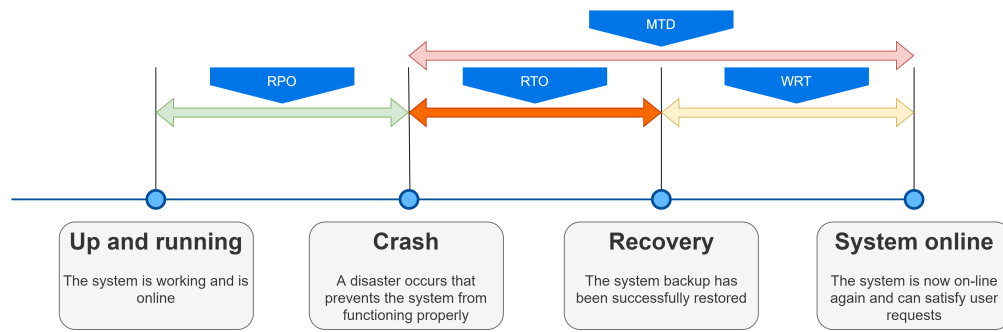 MTD
RPO
RTO
WRT
Up and running
The system is working and is
online
Crash
A disaster occurs that
prevents the system from
functioning properly
Recovery
The system backup has
been successfully restored
System online
The system is now on-line
again and can satisfy user
requests